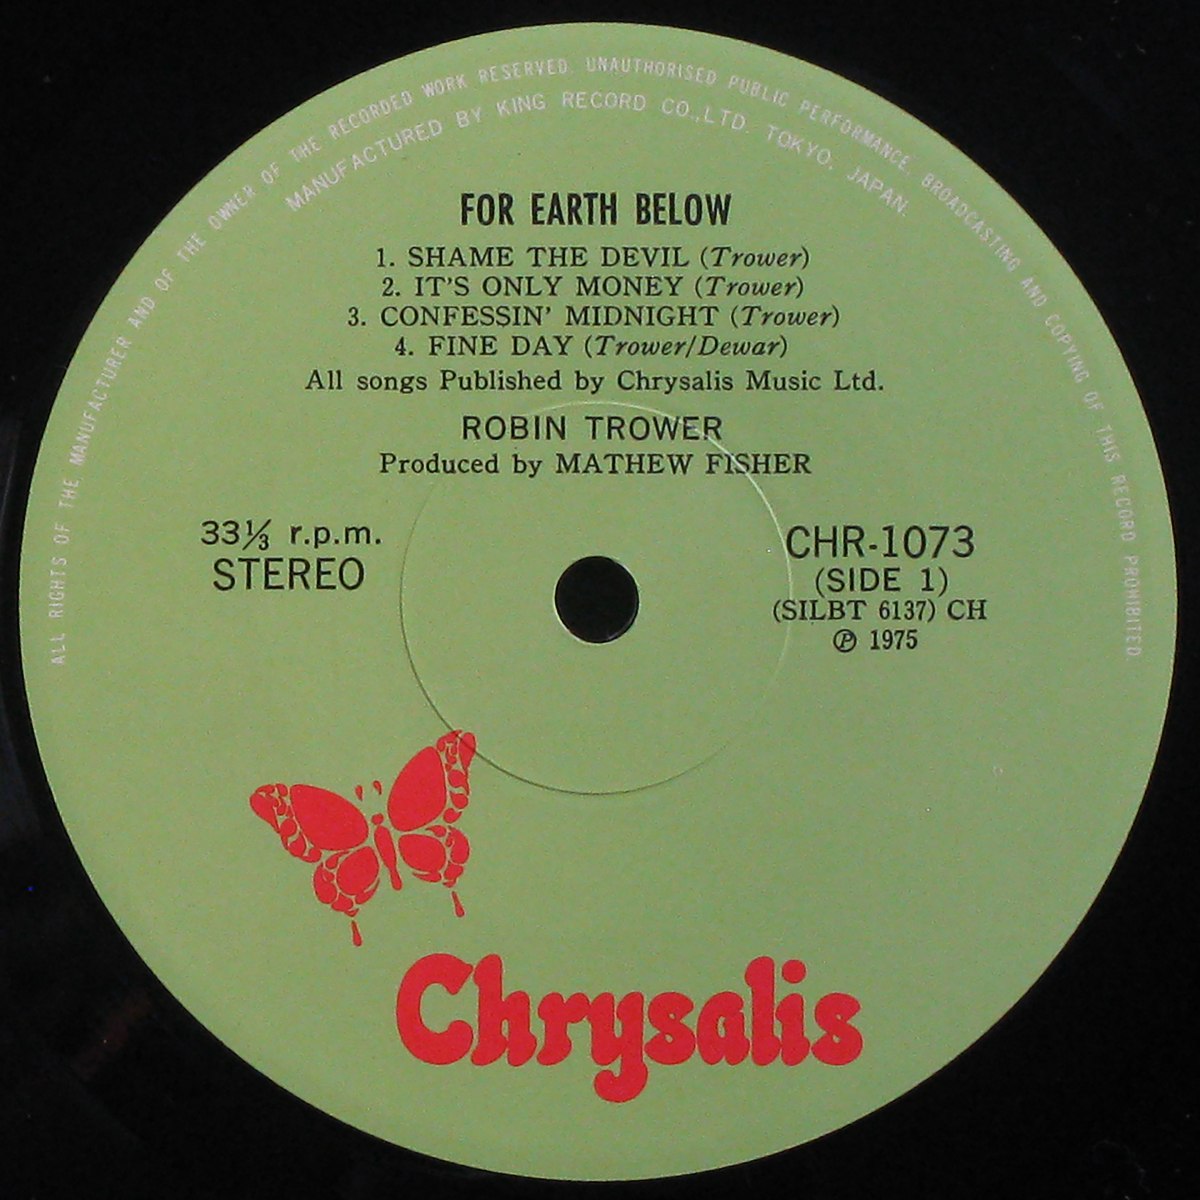 ALL RIGHTS OF THE MANUFACTURER AND OF THE OWNER OF THE RECORDED WORK RESERVED. UNAUTHORISED PUBLIC PERFORMANCE, BROADCASTING AND COPYING OF THIS RECORD PROHIBITED.
MANUFACTURED BY KING RECORD CO.,LTD. TOKYO, JAPAN.
FOR EARTH BELOW
1. SHAME THE DEVIL (Trower)
2. IT'S ONLY MONEY (Trower)
3. CONFESSIN' MIDNIGHT (Trower)
4. FINE DAY (Trower/Dewar)
All songs Published by Chrysalis Music Ltd.
ROBIN TROWER
Produced by MATHEW FISHER
33⅓ r.p.m.
STEREO
CHR-1073
(SIDE 1)
(SILBT 6137) CH
℗ 1975
Chrysalis